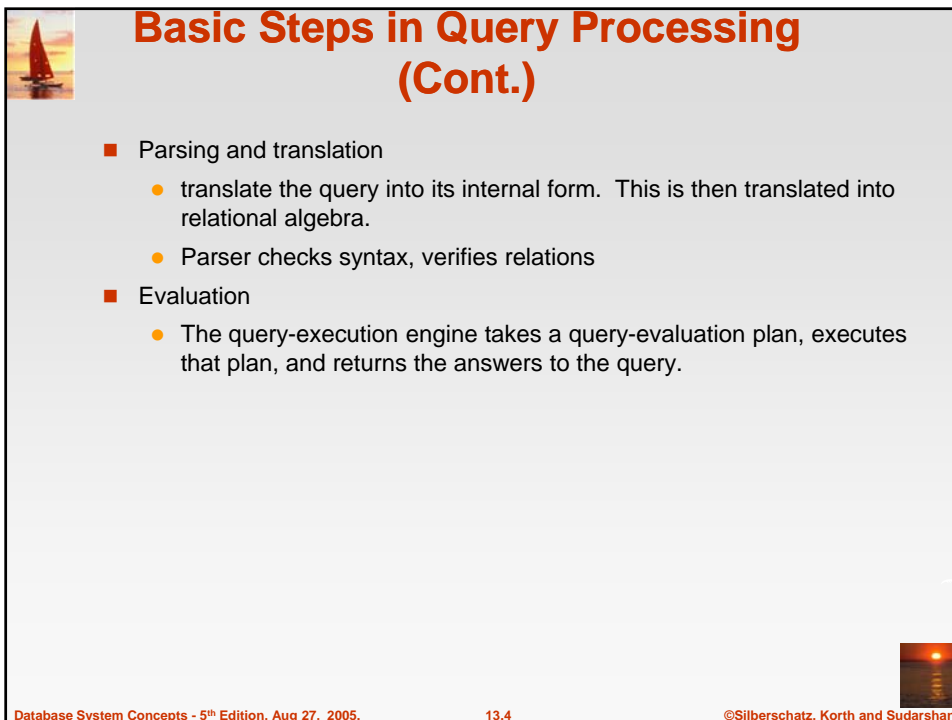 Basic Steps in Query Processing
(Cont.)
Parsing and translation
translate the query into its internal form. This is then translated into
relational algebra.
Parser checks syntax, verifies relations
Evaluation
The query-execution engine takes a query-evaluation plan, executes
that plan, and returns the answers to the query.
Database System Concepts - 5th Edition, Aug 27, 2005. 13.4 ©Silberschatz, Korth and Sudarshan